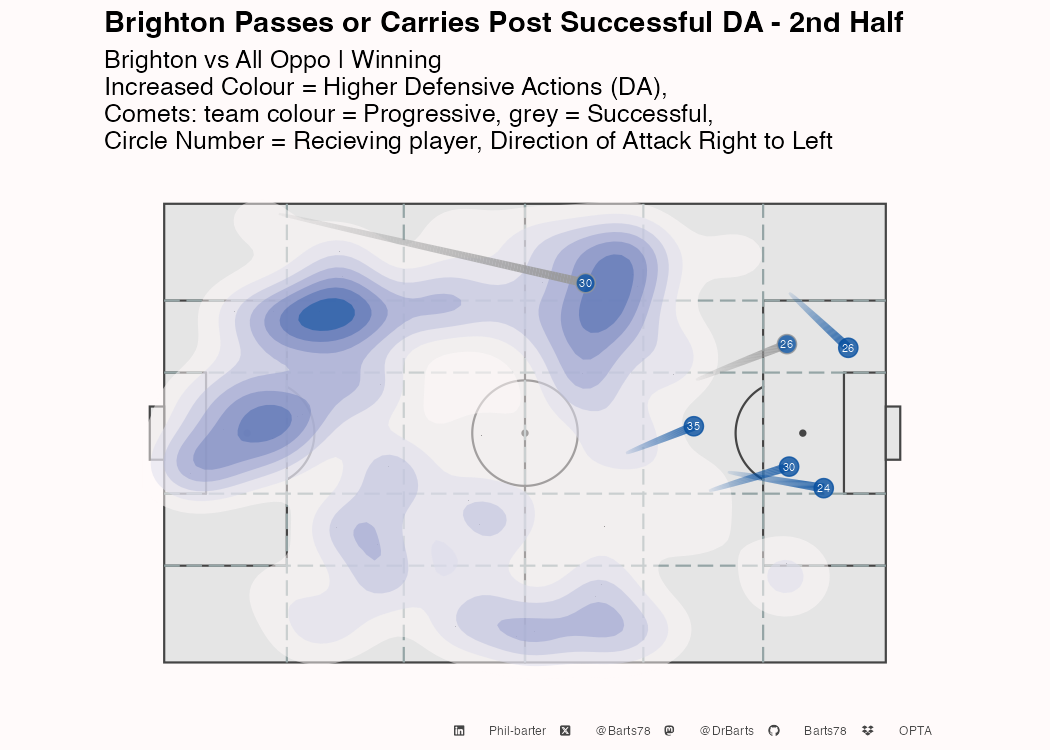 Brighton Passes or Carries Post Successful DA - 2nd Half
Brighton vs All Oppo | Winning
Increased Colour = Higher Defensive Actions (DA),
Comets: team colour = Progressive, grey = Successful,
Circle Number = Recieving player, Direction of Attack Right to Left
30
26
26
35
30
24
Phil-barter @Barts78 @DrBarts Barts78 OPTA